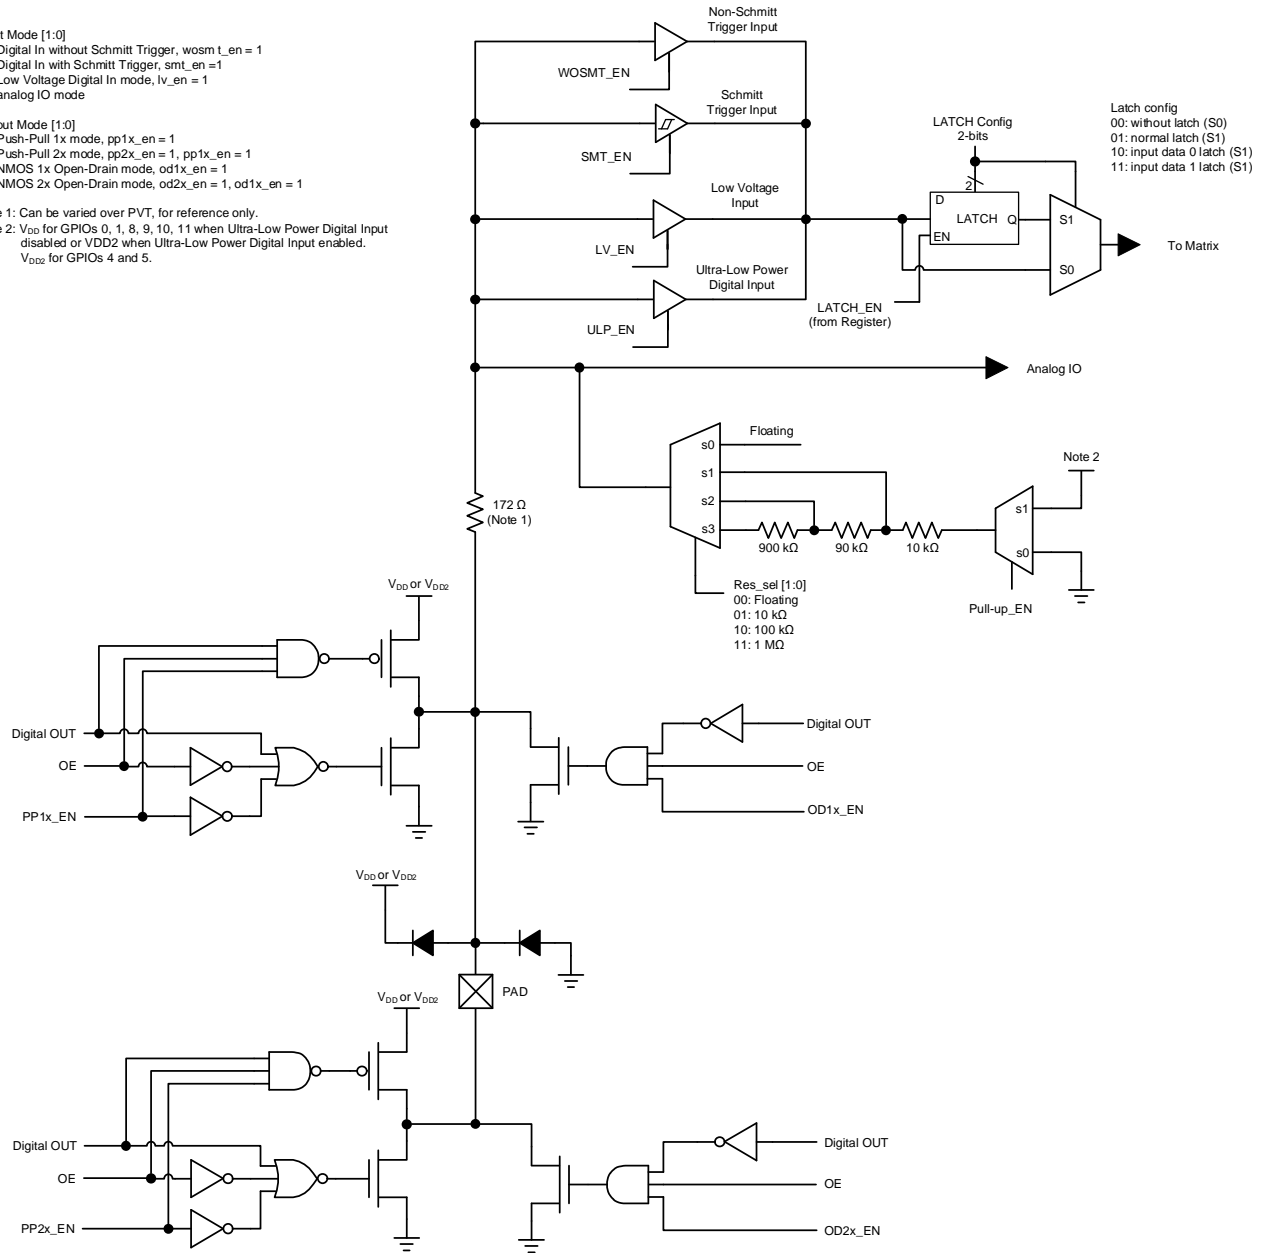 t Mode [1:0]
Digital In without Schmitt Trigger, wosm t_en = 1
Digital In with Schmitt Trigger, smt_en =1
Low Voltage Digital In mode, lv_en = 1
analog IO mode
out Mode [1:0]
Push-Pull 1x mode, pp1x_en = 1
Push-Pull 2x mode, pp2x_en = 1, pp1x_en = 1
NMOS 1x Open-Drain mode, od1x_en = 1
NMOS 2x Open-Drain mode, od2x_en = 1, od1x_en = 1
e 1: Can be varied over PVT, for reference only.
e 2: VDD for GPIOs 0, 1, 8, 9, 10, 11 when Ultra-Low Power Digital Input
disabled or VDD2 when Ultra-Low Power Digital Input enabled.
VDD2 for GPIOs 4 and 5.
Non-Schmitt
Trigger Input
WOSMT_EN
Schmitt
Trigger Input
SMT_EN
Low Voltage
Input
LV_EN
Ultra-Low Power
Digital Input
ULP_EN
LATCH Config
2-bits
2
D
LATCH
Q
EN
S1
S0
LATCH_EN
(from Register)
To Matrix
Latch config
00: without latch (S0)
01: normal latch (S1)
10: input data 0 latch (S1)
11: input data 1 latch (S1)
Analog IO
s0
Floating
s1
s2
s3
900 kΩ
90 kΩ
10 kΩ
Note 2
s1
s0
Pull-up_EN
Res_sel [1:0]
00: Floating
01: 10 kΩ
10: 100 kΩ
11: 1 MΩ
172 Ω
(Note 1)
VDD or VDD2
Digital OUT
OE
PP1x_EN
Digital OUT
OE
OD1x_EN
VDD or VDD2
PAD
VDD or VDD2
Digital OUT
OE
PP2x_EN
Digital OUT
OE
OD2x_EN